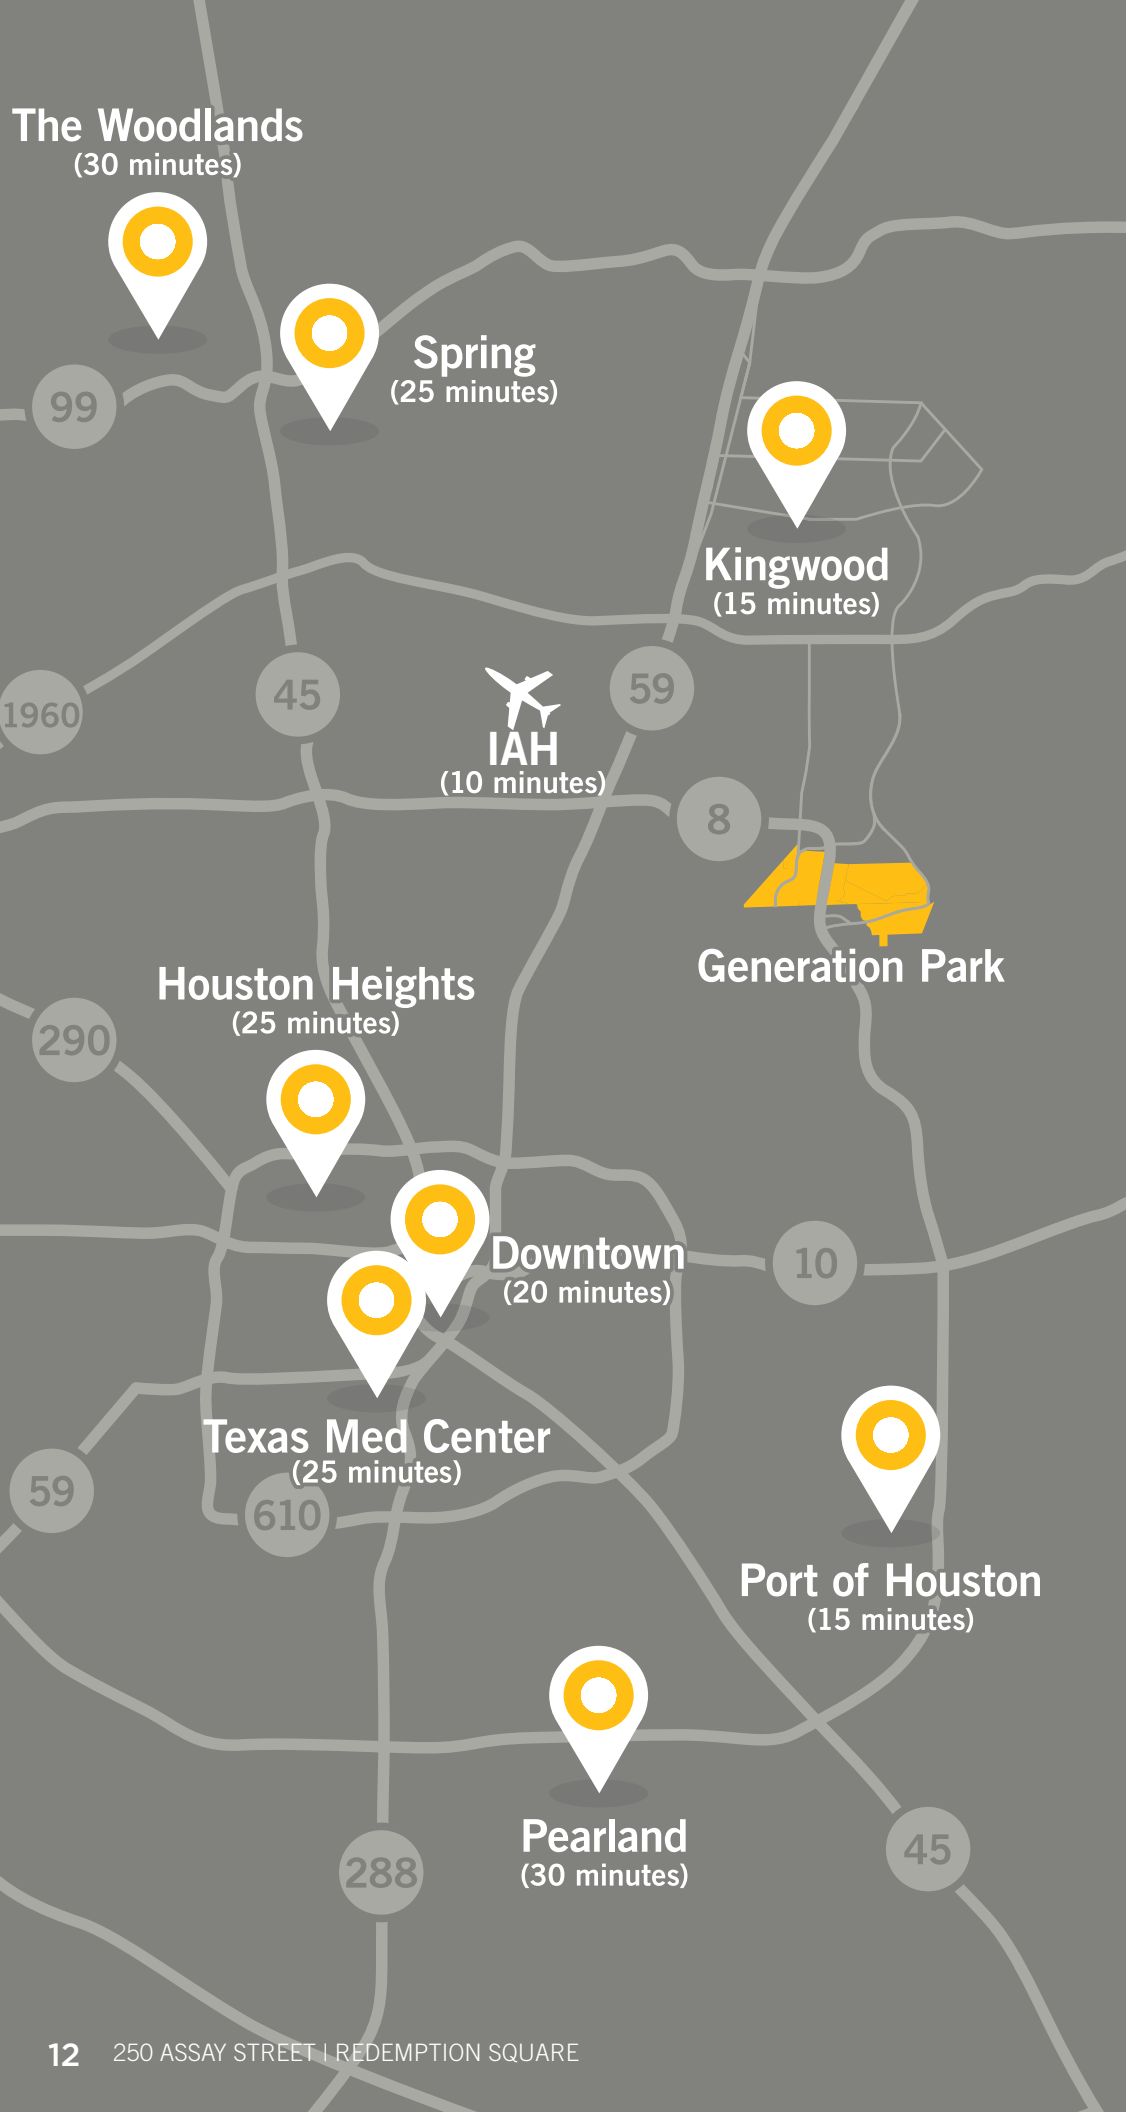 The Woodlands
(30 minutes)
Spring
(25 minutes)
99
Kingwood
(15 minutes)
45
59
1960
IAH
(10 minutes)
8
Generation Park
Houston Heights
(25 minutes)
290
Downtown
(20 minutes)
10
Texas Med Center
(25 minutes)
59
610
Port of Houston
(15 minutes)
Pearland
(30 minutes)
45
288
12 250 ASSAY STREET | REDEMPTION SQUARE